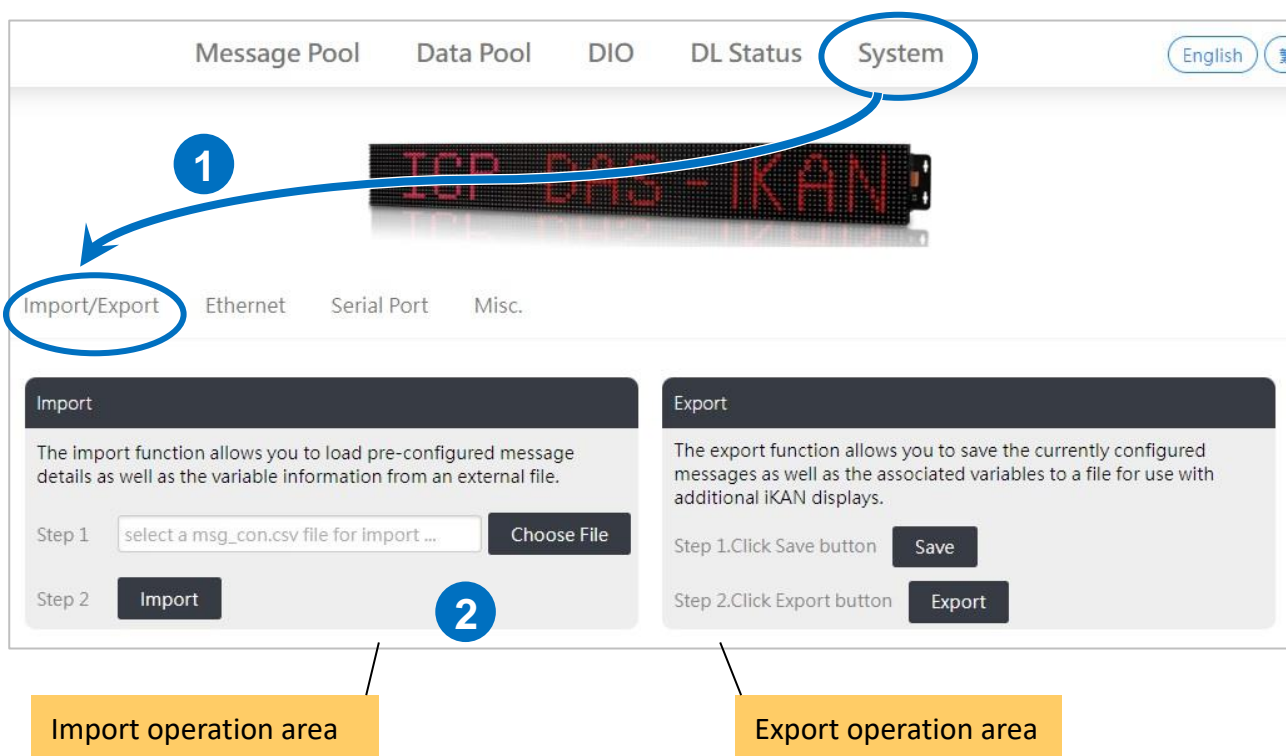 Message Pool Data Pool DIO DL Status System English
1
ICP DAS - iKAN
Import/Export Ethernet Serial Port Misc.
Import
The import function allows you to load pre-configured message
details as well as the variable information from an external file.
Step 1 select a msg_con.csv file for import ... Choose File
Step 2 Import
2
Export
The export function allows you to save the currently configured
messages as well as the associated variables to a file for use with
additional iKAN displays.
Step 1.Click Save button Save
Step 2.Click Export button Export
Import operation area
Export operation area